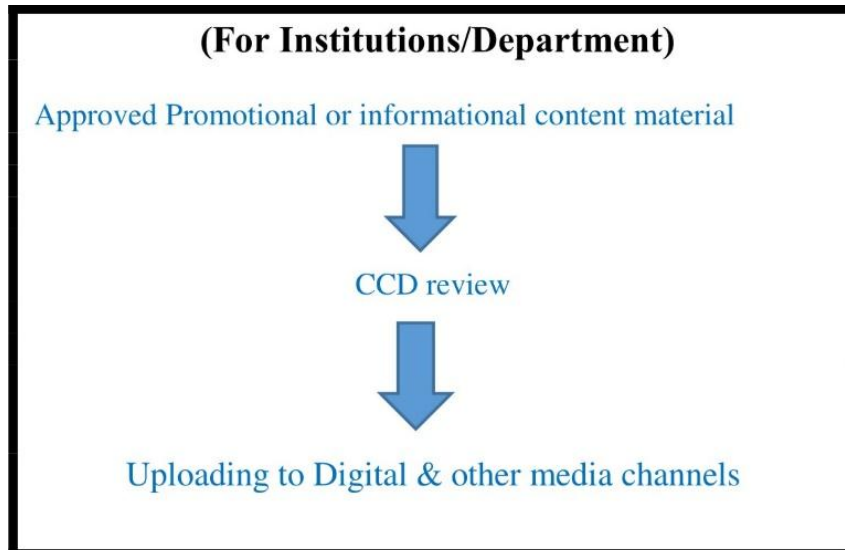 (For Institutions/Department)
Approved Promotional or informational content material
CCD review
Uploading to Digital & other media channels